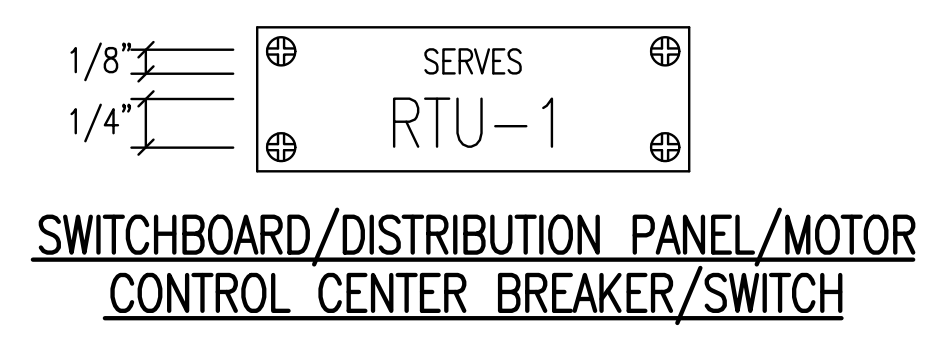 1/8"
SERVES
1/4"
RTU-1
SWITCHBOARD/DISTRIBUTION PANEL/MOTOR
CONTROL CENTER BREAKER/SWITCH